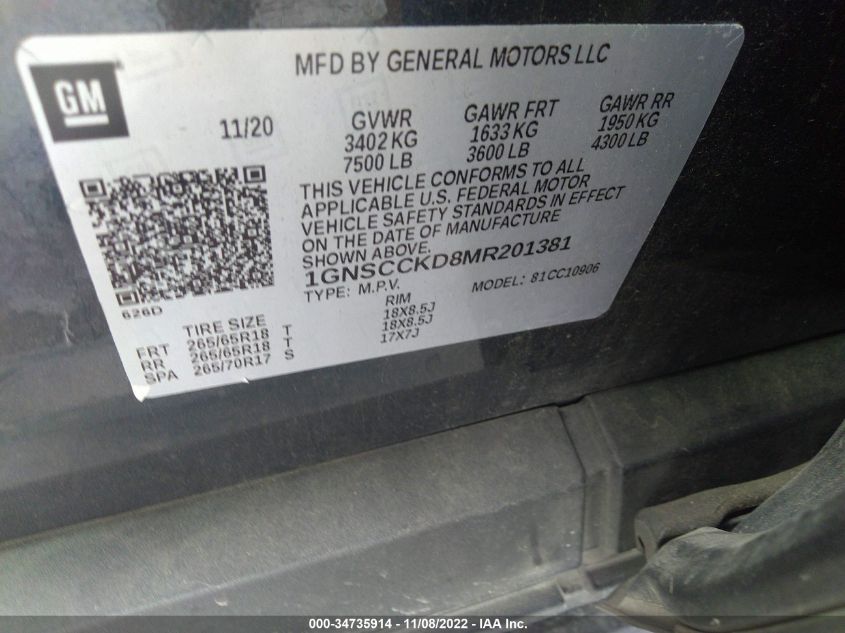 MFD BY GENERAL MOTORS LLC
GM
11/20
GVWR
3402 KG
7500 LB
GAWR FRT
1633 KG
3600 LB
GAWR RR
1950 KG
4300 LB
THIS VEHICLE CONFORMS TO ALL
APPLICABLE U.S. FEDERAL MOTOR
VEHICLE SAFETY STANDARDS IN EFFECT
ON THE DATE OF MANUFACTURE
SHOWN ABOVE.
1GNSCCKD8MR201381
TYPE: M.P.V. MODEL: 81CC10906
626D
TIRE SIZE RIM
FRT 265/65R18 T 18X8.5J
RR 265/65R18 T 18X8.5J
SPA 265/70R17 S 17X7J
000-34735914 - 11/08/2022 - IAA Inc.